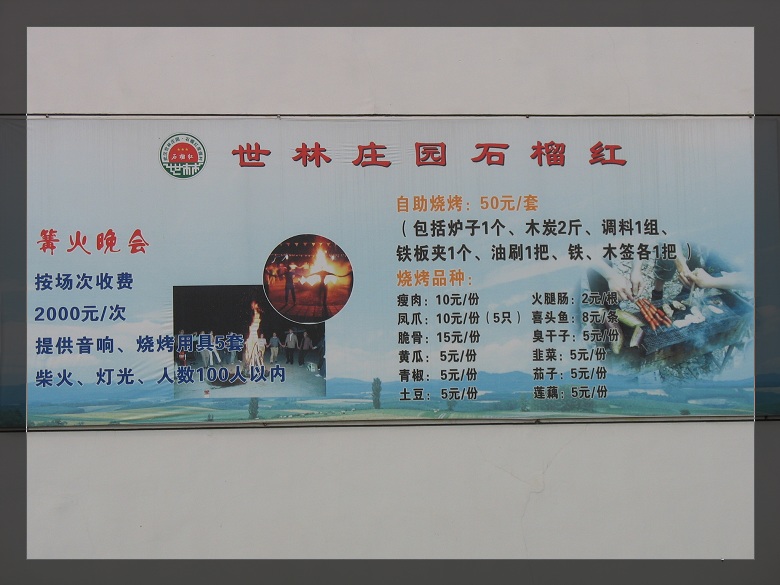 世林庄园石榴红
石榴红
世林
篝火晚会
按场次收费
2000元/次
提供音响、烧烤用具5套
柴火、灯光、人数100人以内
自助烧烤：50元/套
（包括炉子1个、木炭2斤、调料1组、
铁板夹1个、油刷1把、铁、木签各1把）
烧烤品种：
瘦肉：10元/份 火腿肠：2元/根
凤爪：10元/份（5只） 喜头鱼：8元/条
脆骨：15元/份 臭干子：5元/份
黄瓜：5元/份 韭菜：5元/份
青椒：5元/份 茄子：5元/份
土豆：5元/份 莲藕：5元/份